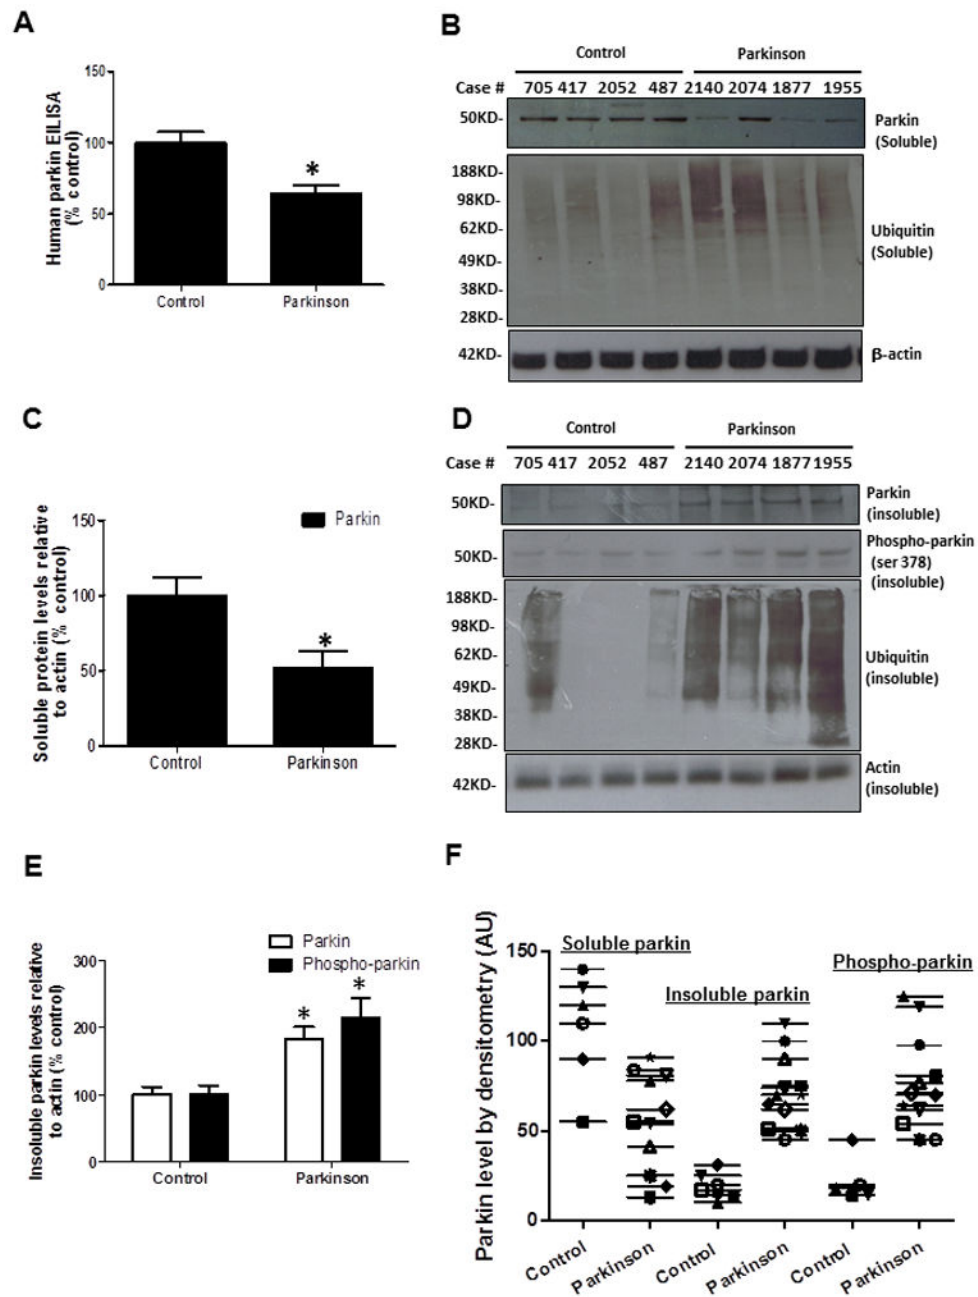 A
Human parkin EILISA
(% control)
150
100
50
0
*
Control
Parkinson
B
Control
Parkinson
Case #
705 417 2052 487 2140 2074 1877 1955
50KD-
Parkin
(Soluble)
188KD-
98KD-
62KD-
49KD-
38KD-
28KD-
Ubiquitin
(Soluble)
42KD-
β-actin
C
Soluble protein levels relative
to actin (% control)
150
100
50
0
Parkin
*
Control
Parkinson
D
Control
Parkinson
Case #
705 417 2052 487 2140 2074 1877 1955
50KD-
Parkin
(insoluble)
50KD-
Phospho-parkin
(ser 378)
(insoluble)
188KD-
98KD-
62KD-
49KD-
38KD-
28KD-
Ubiquitin
(insoluble)
42KD-
Actin
(insoluble)
E
Insoluble parkin levels relative
to actin (% control)
300
200
100
0
Parkin
Phospho-parkin
*
*
Control
Parkinson
F
Parkin level by densitometry (AU)
150
100
50
0
Soluble parkin
Insoluble parkin
Phospho-parkin
Control
Parkinson
Control
Parkinson
Control
Parkinson